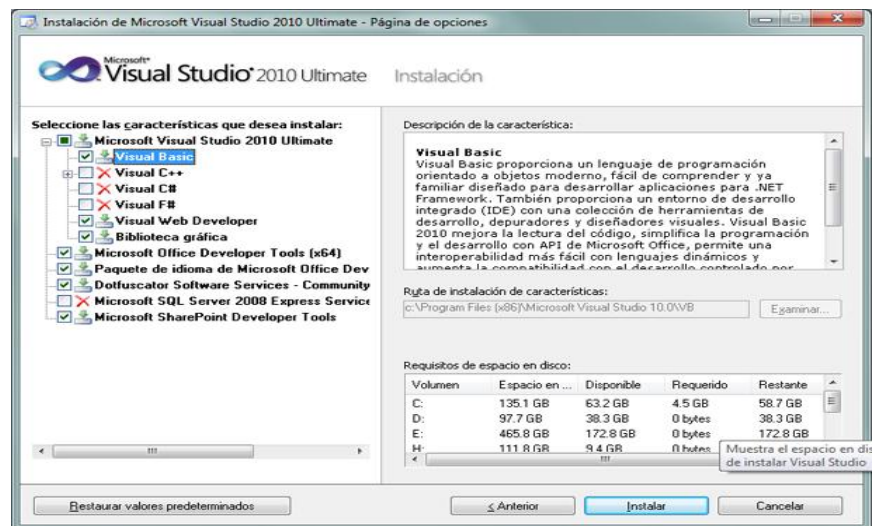 Instalación de Microsoft Visual Studio 2010 Ultimate - Página de opciones
Microsoft
Visual Studio 2010 Ultimate
Instalación
Seleccione las características que desea instalar:
Microsoft Visual Studio 2010 Ultimate
Visual Basic
Visual C++
Visual C#
Visual F#
Visual Web Developer
Biblioteca gráfica
Microsoft Office Developer Tools (x64)
Paquete de idioma de Microsoft Office Dev
Dotfuscator Software Services - Community
Microsoft SQL Server 2008 Express Service
Microsoft SharePoint Developer Tools
Descripción de la característica:
Visual Basic
Visual Basic proporciona un lenguaje de programación
orientado a objetos moderno, fácil de comprender y ya
familiar diseñado para desarrollar aplicaciones para .NET
Framework. También proporciona un entorno de desarrollo
integrado (IDE) con una colección de herramientas de
desarrollo, depuradores y diseñadores visuales. Visual Basic
2010 mejora la lectura del código, simplifica la programación
y el desarrollo con API de Microsoft Office, permite una
interoperabilidad más fácil con lenguajes dinámicos y
aumenta la compatibilidad con el desarrollo controlado por
Ruta de instalación de características:
c:\Program Files (x86)\Microsoft Visual Studio 10.0\VB
Examinar...
Requisitos de espacio en disco:
Volumen Espacio en ... Disponible Requerido Restante
C: 135.1 GB 63.2 GB 4.5 GB 58.7 GB
D: 97.7 GB 38.3 GB 0 bytes 38.3 GB
E: 465.8 GB 172.8 GB 0 bytes 172.8 GB
H: 111.8 GB 9.4 GB 0 bytes
Muestra el espacio en dis
de instalar Visual Studio
Restaurar valores predeterminados
< Anterior
Instalar
Cancelar